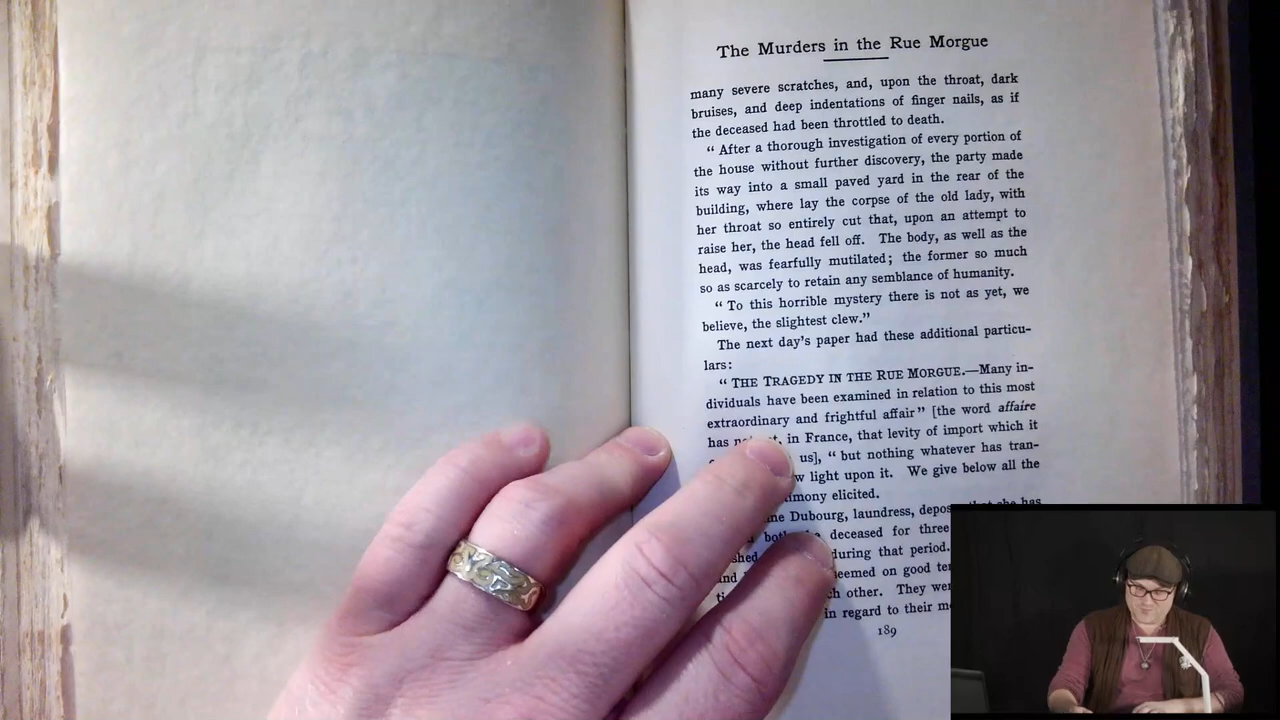 The Murders in the Rue Morgue
many severe scratches, and, upon the throat, dark
bruises, and deep indentations of finger nails, as if
the deceased had been throttled to death.
“ After a thorough investigation of every portion of
the house without further discovery, the party made
its way into a small paved yard in the rear of the
building, where lay the corpse of the old lady, with
her throat so entirely cut that, upon an attempt to
raise her, the head fell off. The body, as well as the
head, was fearfully mutilated; the former so much
so as scarcely to retain any semblance of humanity.
“ To this horrible mystery there is not as yet, we
believe, the slightest clew.”
The next day’s paper had these additional particu-
lars:
“ THE TRAGEDY IN THE RUE MORGUE.—Many in-
dividuals have been examined in relation to this most
extraordinary and frightful affair” [the word affaire
has in France, that levity of import which it
us], “ but nothing whatever has tran-
light upon it. We give below all the
elicited.
Dubourg, laundress, that she has
deceased for three
during that period.
seemed on good
other. They
in regard to their
189